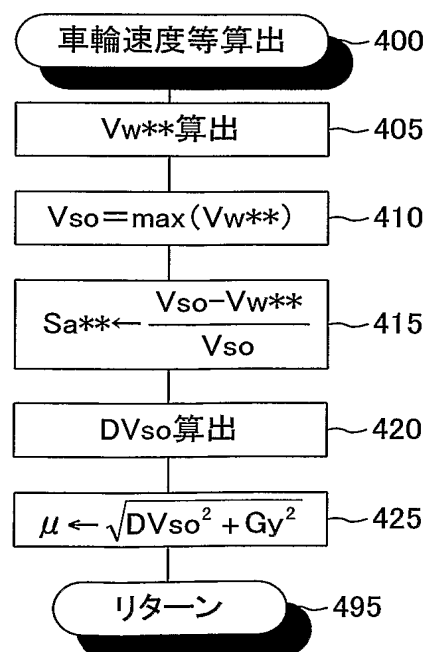 車輪速度等算出 400
Vw**算出 405
Vso=max(Vw**) 410
Sa**←(Vso-Vw**)/Vso 415
DVso算出 420
μ←√(DVso²+Gy²) 425
リターン 495